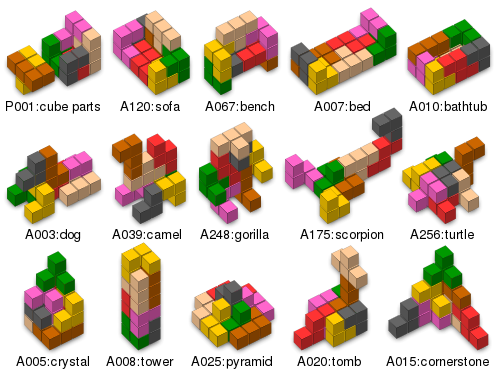 P001:cube parts A120:sofa A067:bench A007:bed A010:bathtub
A003:dog A039:camel A248:gorilla A175:scorpion A256:turtle
A005:crystal A008:tower A025:pyramid A020:tomb A015:cornerstone